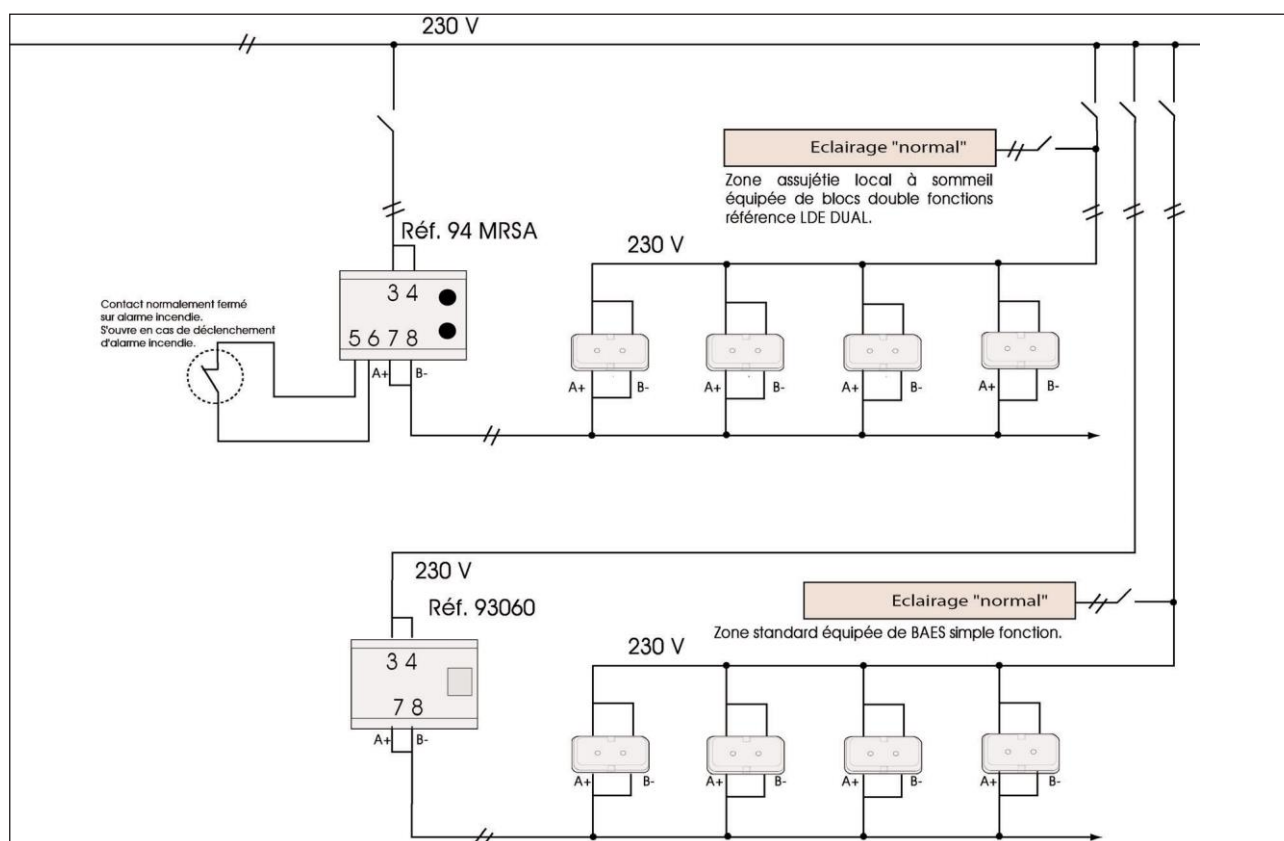 230 V
Eclairage "normal"
Zone assujétie local à sommeil
équipée de blocs double fonctions
référence LDE DUAL.
Réf. 94 MRSA
230 V
3 4
Contact normalement fermé
sur alarme incendie.
S'ouvre en cas de déclenchement
d'alarme incendie.
5 6 7 8
A+ B-
A+ B-
A+ B-
A+ B-
A+ B-
230 V
Eclairage "normal"
Réf. 93060
Zone standard équipée de BAES simple fonction.
230 V
3 4
7 8
A+ B-
A+ B-
A+ B-
A+ B-
A+ B-